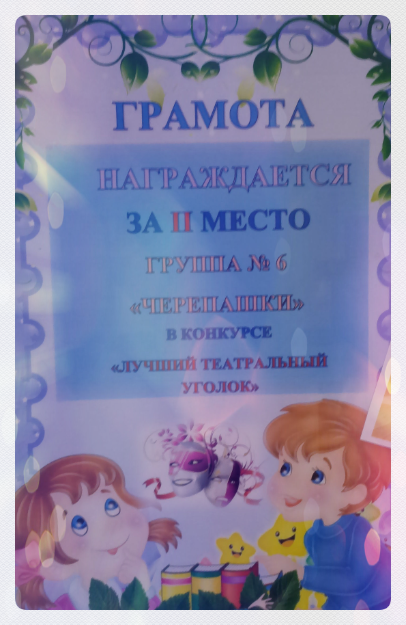 ГРАМОТА
НАГРАЖДАЕТСЯ
ЗА II МЕСТО
ГРУППА № 6
«ЧЕРЕПАШКИ»
В КОНКУРСЕ
«ЛУЧШИЙ ТЕАТРАЛЬНЫЙ
УГОЛОК»